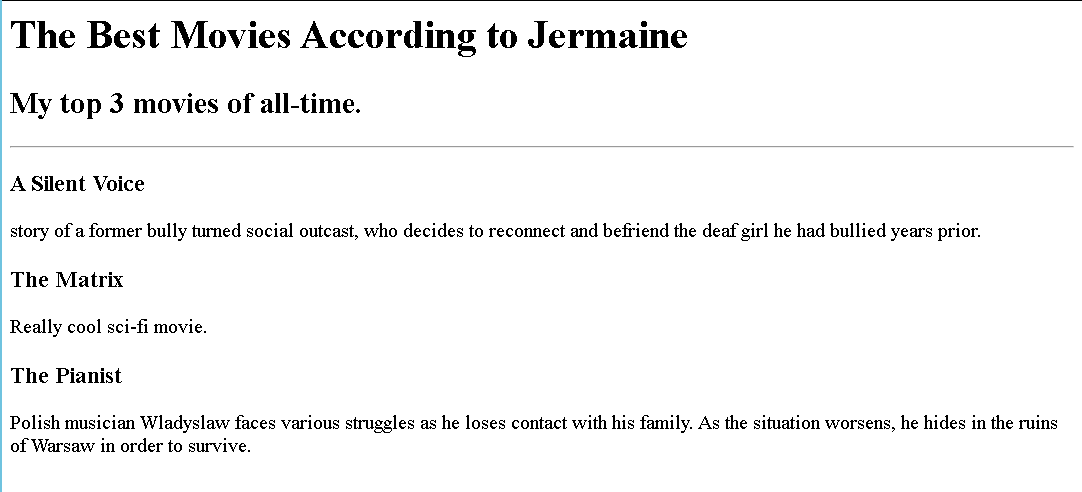 The Best Movies According to Jermaine
My top 3 movies of all-time.
A Silent Voice
story of a former bully turned social outcast, who decides to reconnect and befriend the deaf girl he had bullied years prior.
The Matrix
Really cool sci-fi movie.
The Pianist
Polish musician Wladyslaw faces various struggles as he loses contact with his family. As the situation worsens, he hides in the ruins
of Warsaw in order to survive.